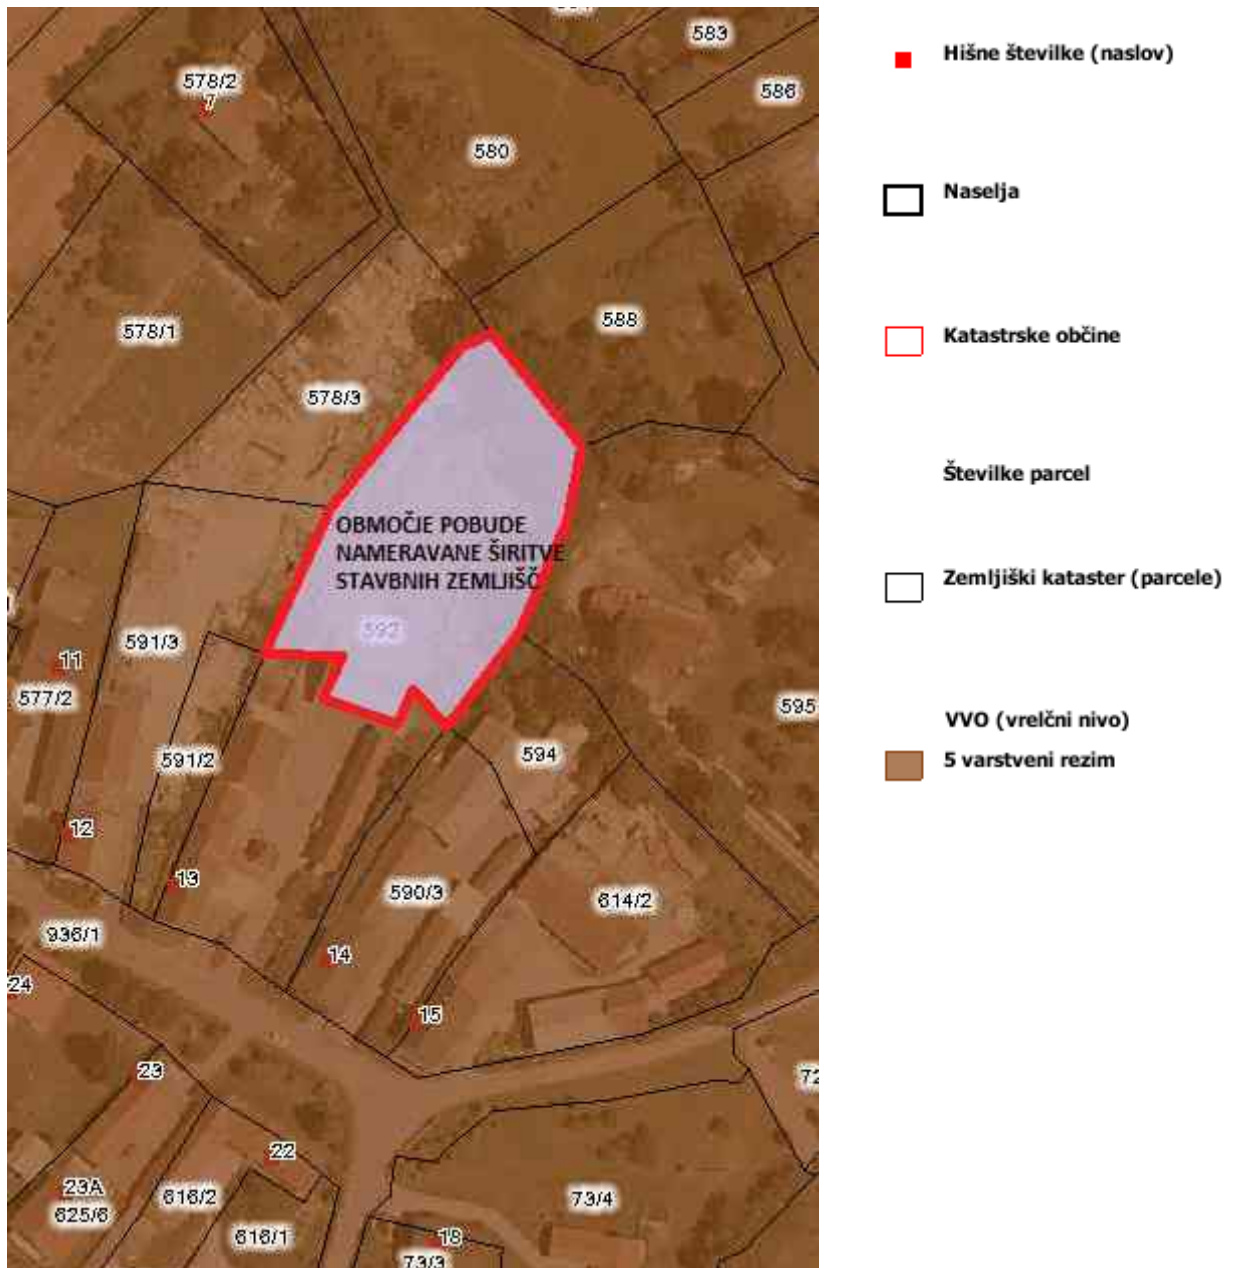 583
578/2
7
586
580
588
578/1
578/3
OBMOČJE POBUDE
NAMERAVANE ŠIRITVE
STAVBNIH ZEMLJIŠČ
592
591/3
11
577/2
595
594
591/2
12
13
590/3
614/2
936/1
14
24
15
23
72
22
23A
616/2
73/4
625/6
616/1
18
73/3
Hišne številke (naslov)
Naselja
Katastrske občine
Številke parcel
Zemljiški kataster (parcele)
VVO (vrelčni nivo)
5 varstveni rezim